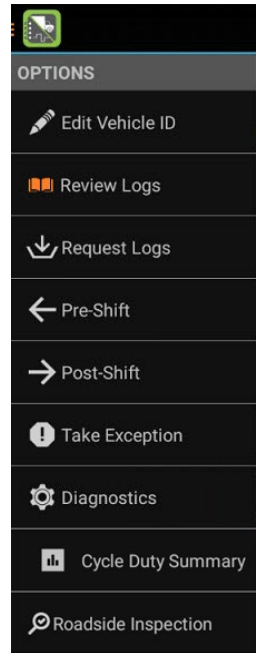 OPTIONS
Edit Vehicle ID
Review Logs
Request Logs
Pre-Shift
Post-Shift
Take Exception
Diagnostics
Cycle Duty Summary
Roadside Inspection